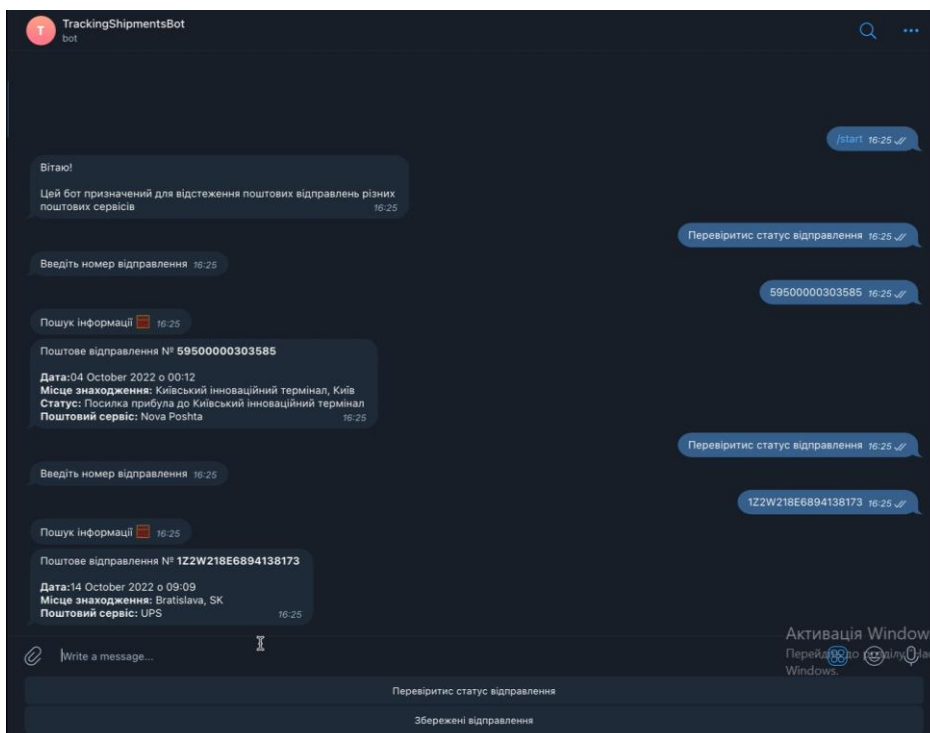 TrackingShipmentsBot
bot
/start 16:25
Вітаю!
Цей бот призначений для відстеження поштових відправлень різних
поштових сервісів 16:25
Перевіритис статус відправлення 16:25
Введіть номер відправлення 16:25
59500000303585 16:25
Пошук інформації 16:25
Поштове відправлення № 59500000303585
Дата:04 October 2022 о 00:12
Місце знаходження: Київський інноваційний термінал, Київ
Статус: Посилка прибула до Київський інноваційний термінал
Поштовий сервіс: Nova Poshta 16:25
Перевіритис статус відправлення 16:25
Введіть номер відправлення 16:25
1Z2W218E6894138173 16:25
Пошук інформації 16:25
Поштове відправлення № 1Z2W218E6894138173
Дата:14 October 2022 о 09:09
Місце знаходження: Bratislava, SK
Поштовий сервіс: UPS 16:25
Активація Window
Write a message...
до
Windows.
Перевіритис статус відправлення
Збережені відправлення